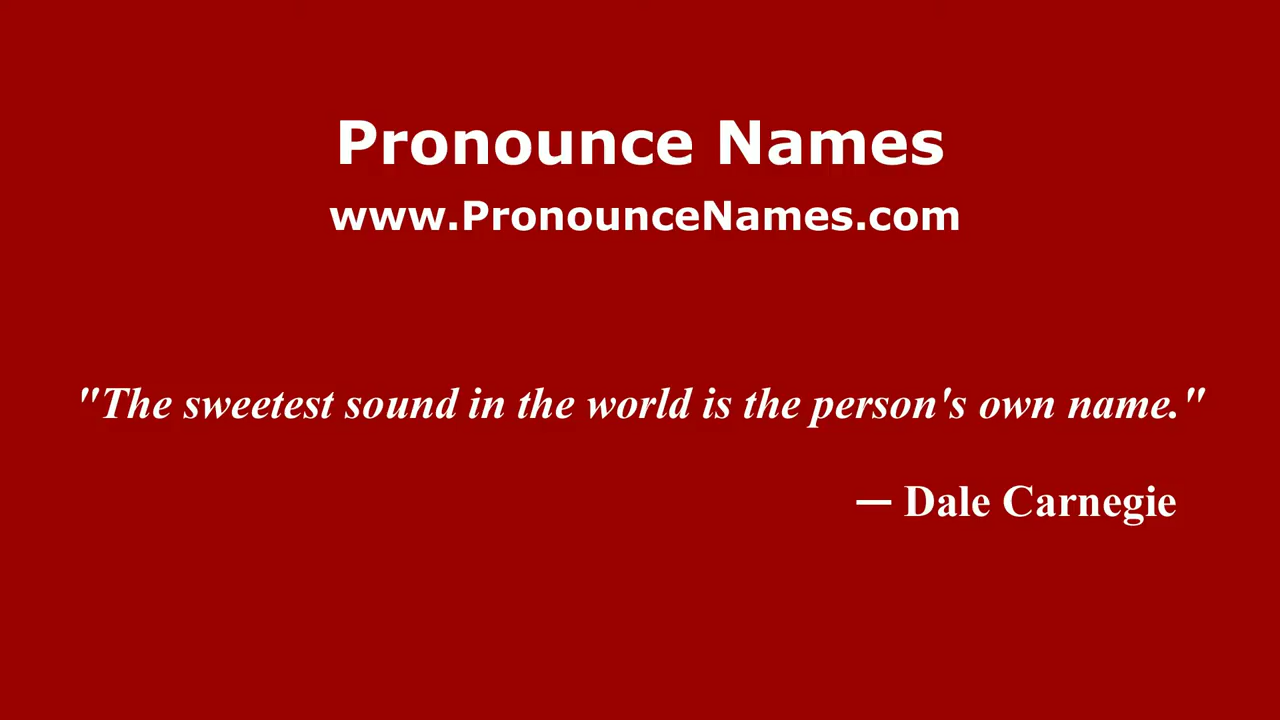 Pronounce Names
www.PronounceNames.com
"The sweetest sound in the world is the person's own name."
— Dale Carnegie